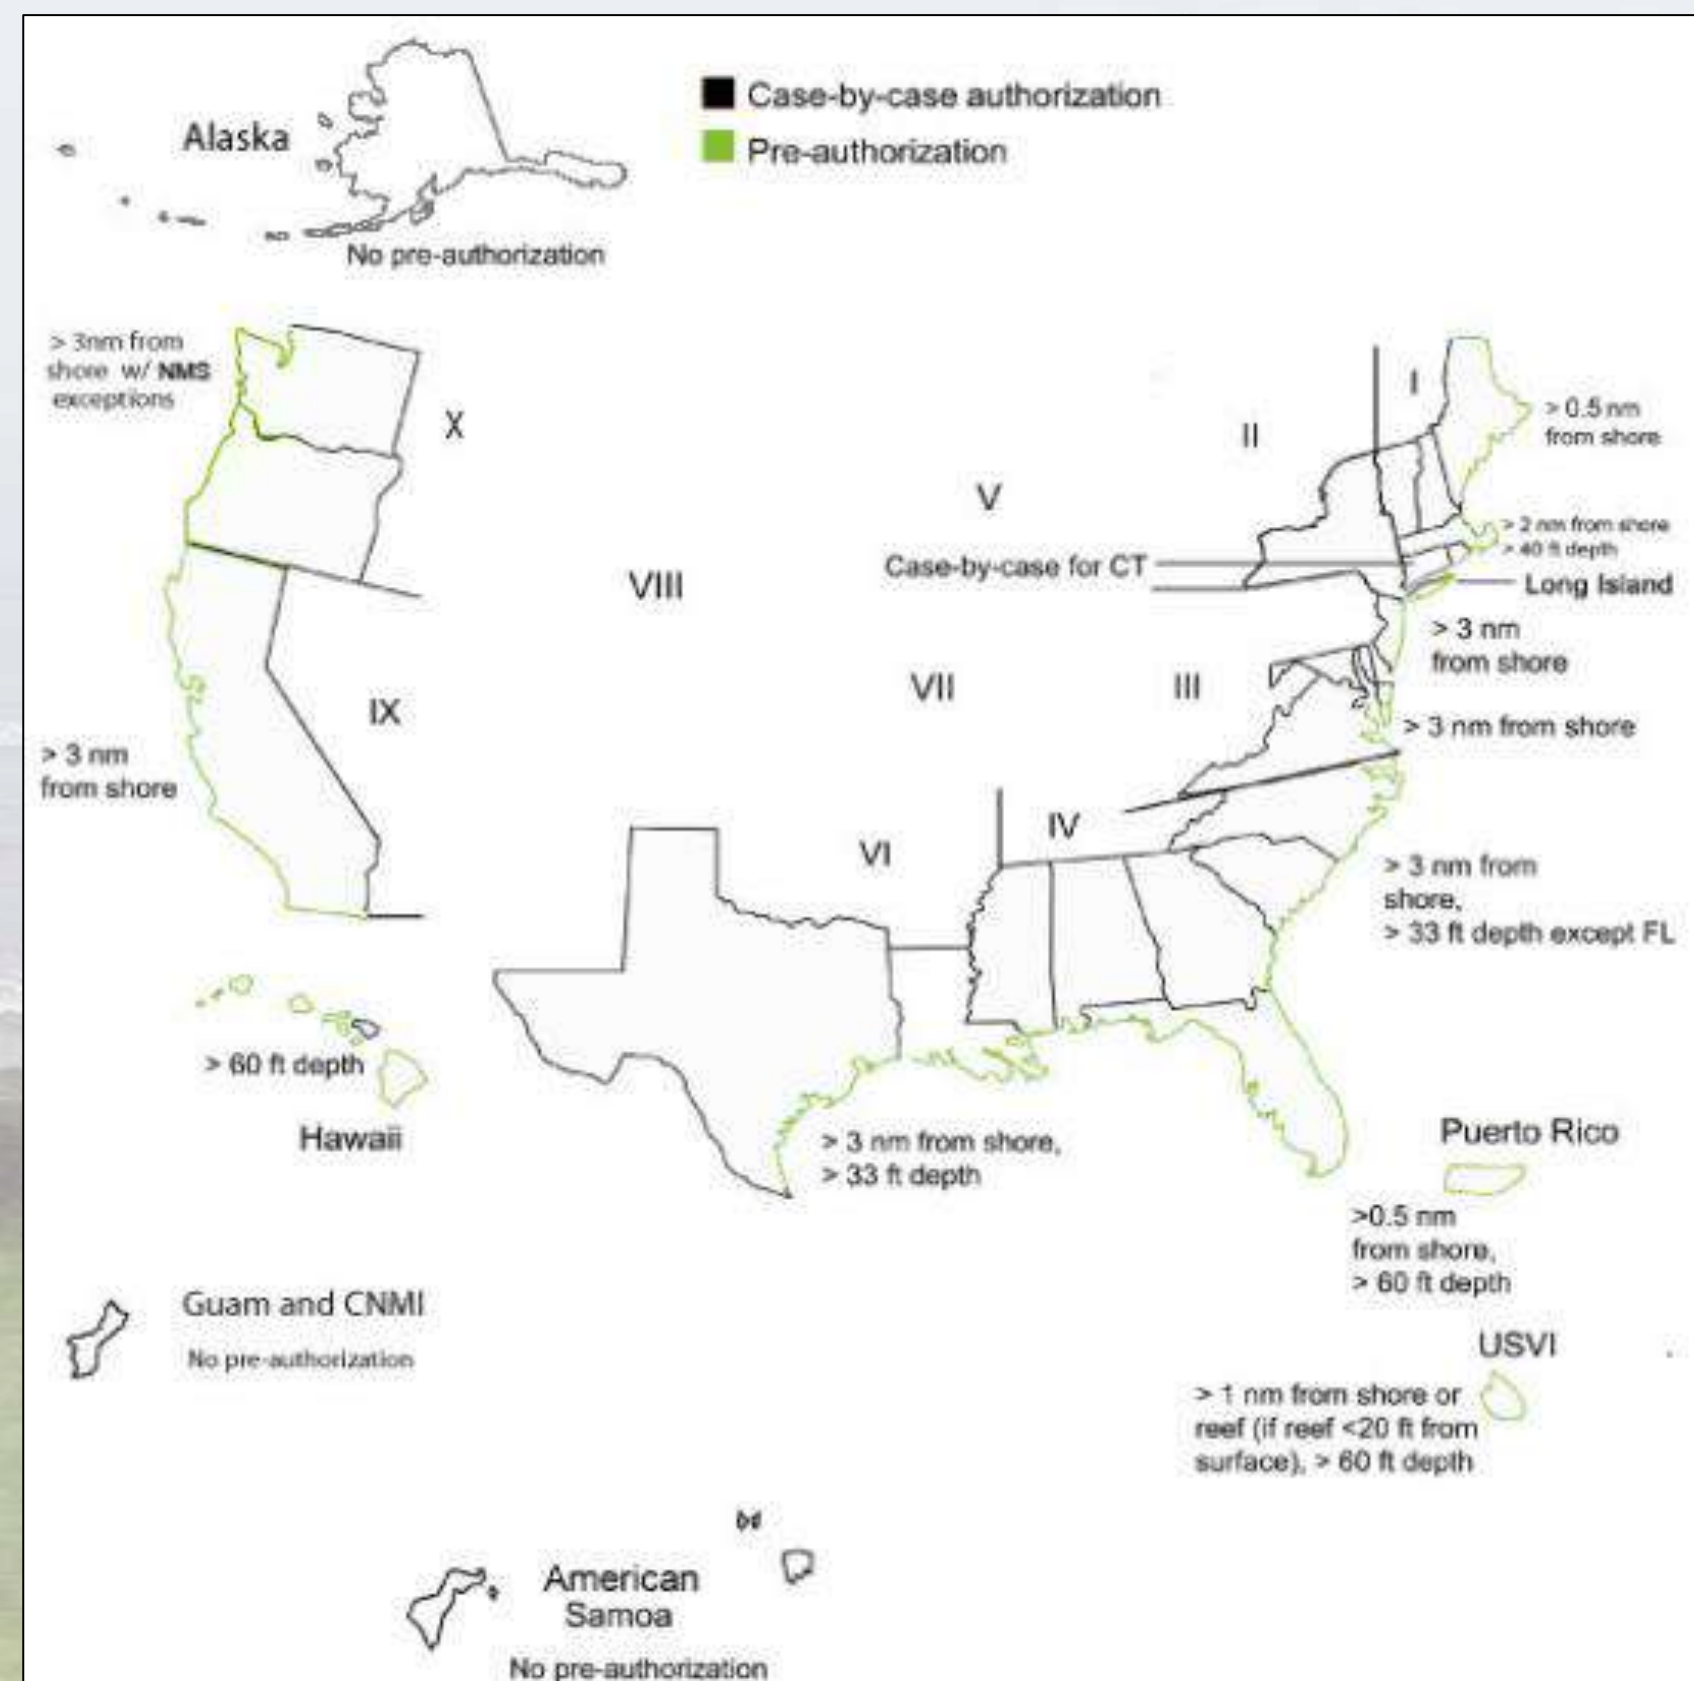 Case-by-case authorization
Pre-authorization
Alaska
No pre-authorization
> 3nm from
shore w/ NMS
exceptions
X
I
II
> 0.5 nm
from shore
V
> 2 nm from shore
> 40 ft depth
Case-by-case for CT
Long Island
VIII
> 3 nm
from shore
VII
III
IX
> 3 nm from shore
> 3 nm
from shore
IV
VI
> 3 nm from
shore,
> 33 ft depth except FL
> 60 ft depth
Hawaii
> 3 nm from shore,
> 33 ft depth
Puerto Rico
>0.5 nm
from shore,
> 60 ft depth
Guam and CNMI
No pre-authorization
USVI
> 1 nm from shore or
reef (if reef <20 ft from
surface), > 60 ft depth
American
Samoa
No pre-authorization